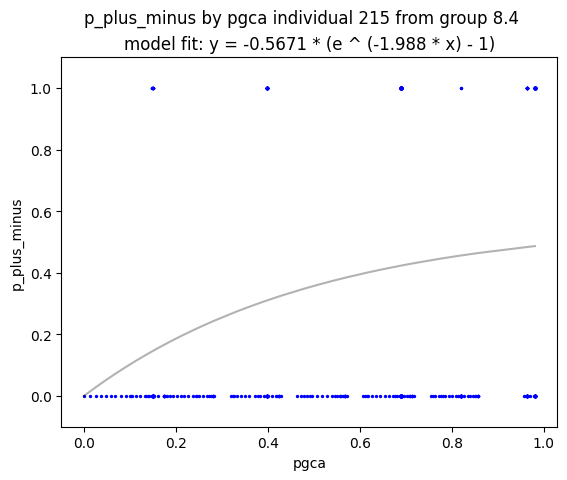 p_plus_minus by pgca individual 215 from group 8.4
model fit: y = -0.5671 * (e ^ (-1.988 * x) - 1)
1.0
0.8
0.6
0.4
0.2
0.0
p_plus_minus
0.0 0.2 0.4 0.6 0.8 1.0
pgca